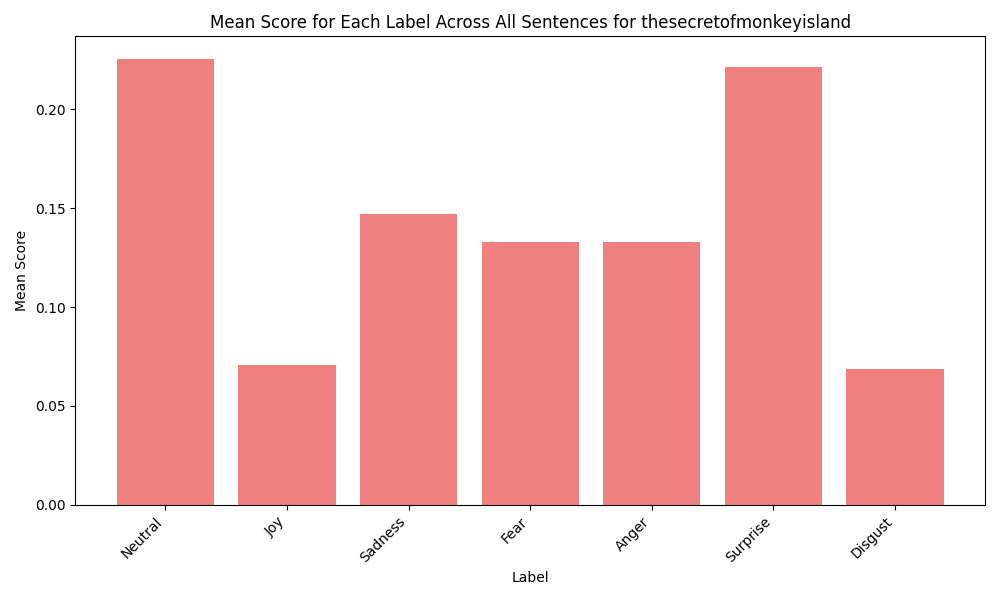 Mean Score for Each Label Across All Sentences for thesecretofmonkeyisland
Mean Score
0.20
0.15
0.10
0.05
0.00
Neutral
Joy
Sadness
Fear
Anger
Surprise
Disgust
Label